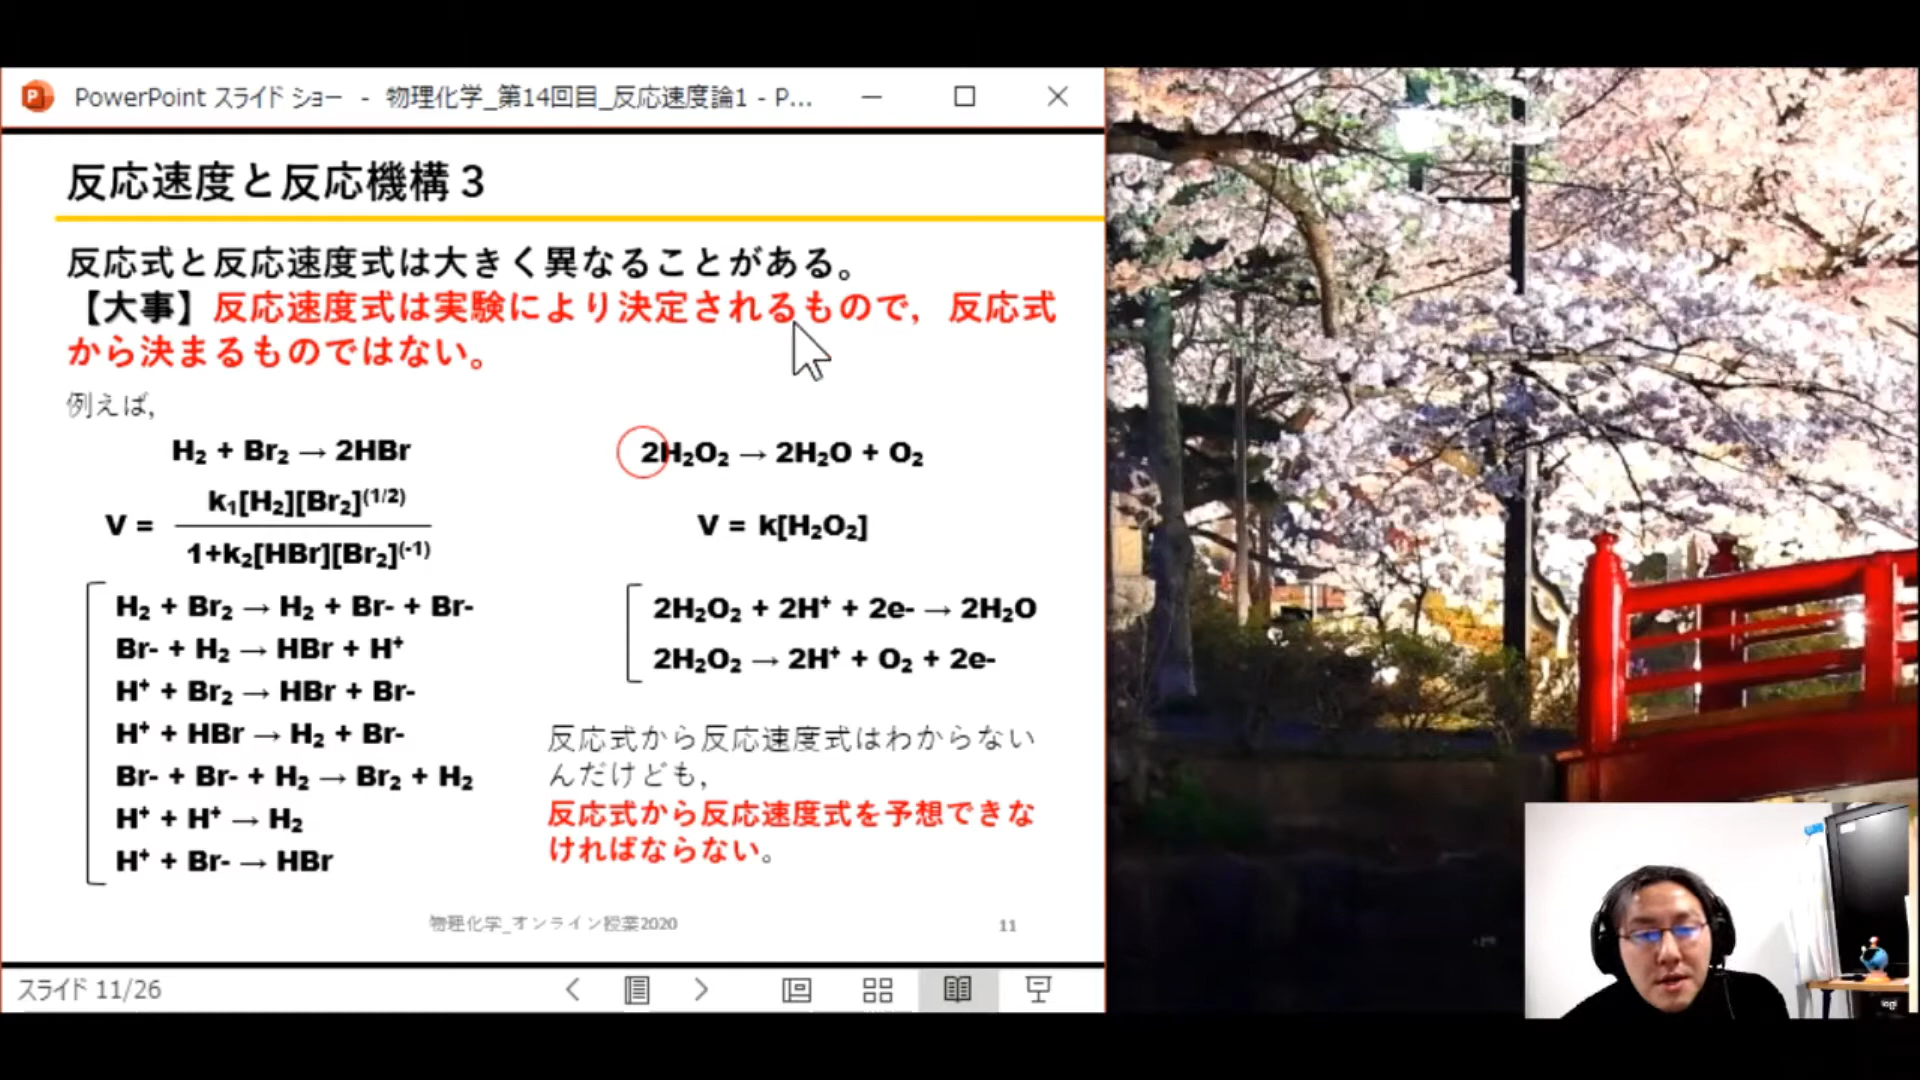 PowerPoint スライド ショー - 物理化学_第14回目_反応速度論1 - P...
反応速度と反応機構３
反応式と反応速度式は大きく異なることがある。
【大事】反応速度式は実験により決定されるもので，反応式
から決まるものではない。
例えば，
H₂ + Br₂ → 2HBr
V = k₁[H₂][Br₂]⁽¹/²⁾
1+k₂[HBr][Br₂]⁽⁻¹⁾
H₂ + Br₂ → H₂ + Br- + Br-
Br- + H₂ → HBr + H⁺
H⁺ + Br₂ → HBr + Br-
H⁺ + HBr → H₂ + Br-
Br- + Br- + H₂ → Br₂ + H₂
H⁺ + H⁺ → H₂
H⁺ + Br- → HBr
2H₂O₂ → 2H₂O + O₂
V = k[H₂O₂]
2H₂O₂ + 2H⁺ + 2e- → 2H₂O
2H₂O₂ → 2H⁺ + O₂ + 2e-
反応式から反応速度式はわからない
んだけども，
反応式から反応速度式を予想できな
ければならない。
物理化学_オンライン授業2020
11
スライド 11/26
logi